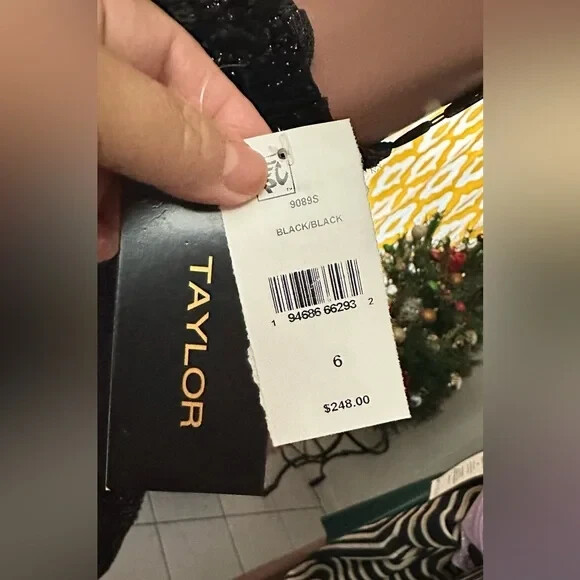 TAYLOR
9089S
BLACK/BLACK
1 94686 66293 2
6
$248.00